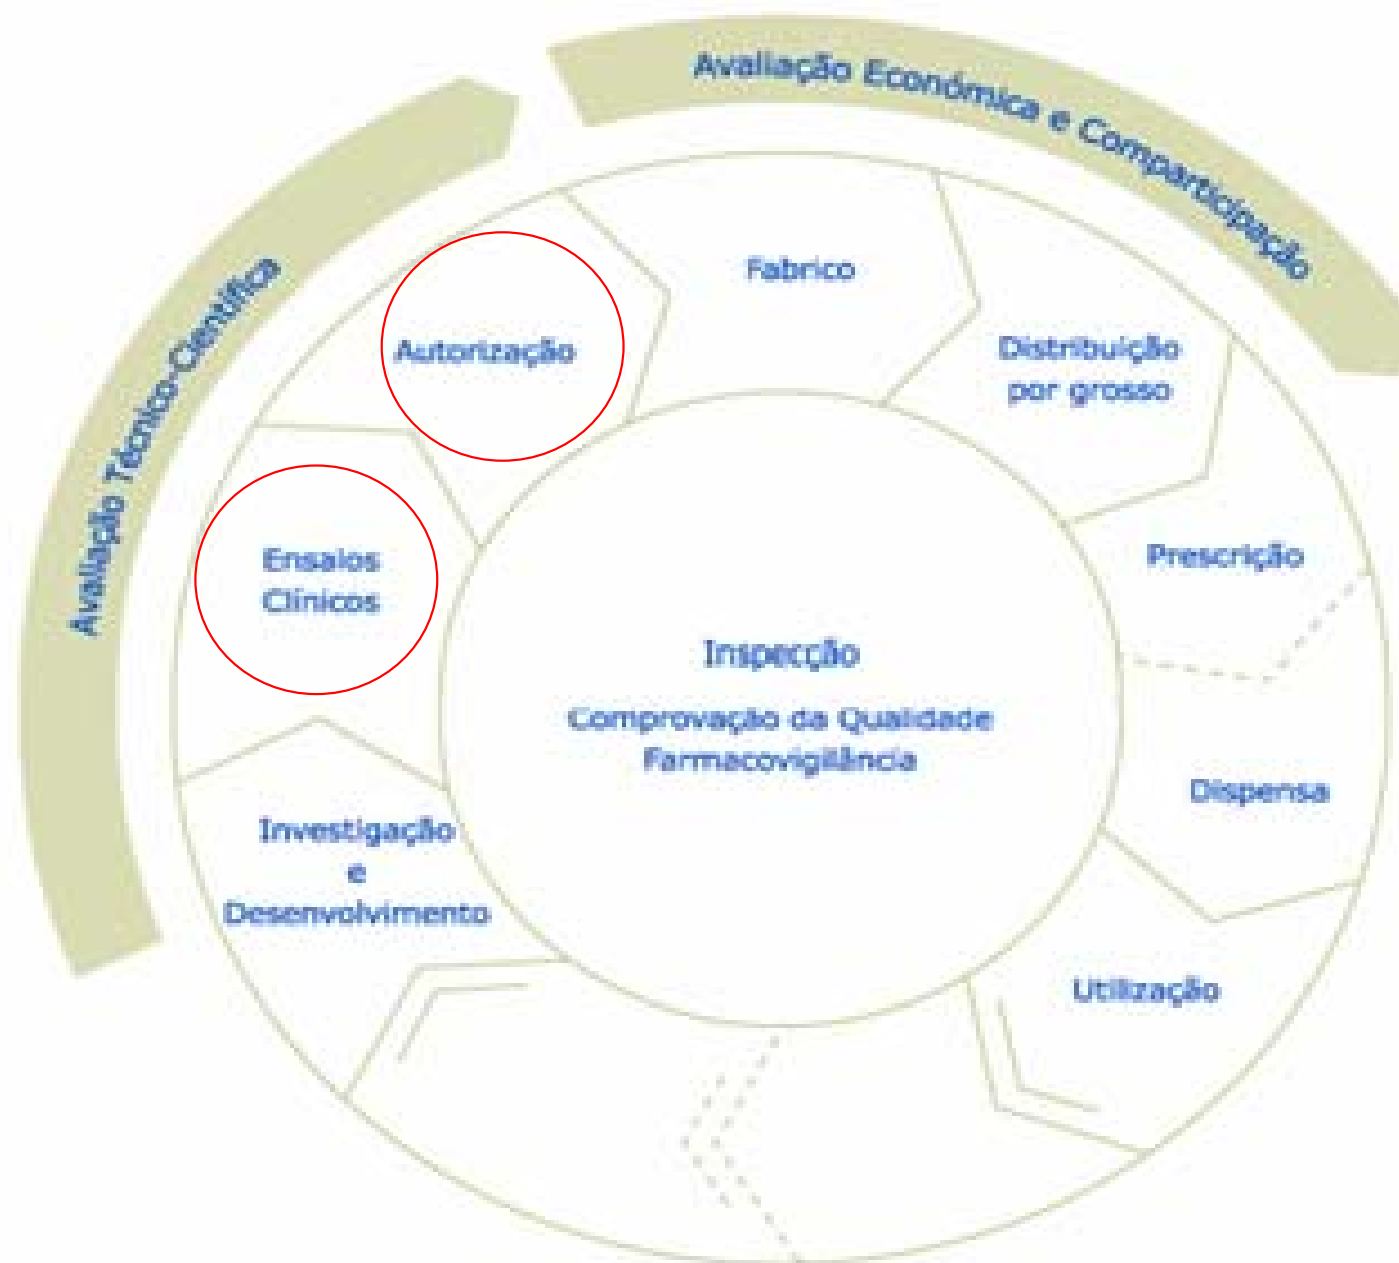 Avaliação Económica e Comparticipação
Avaliação Técnico-Científica
Fabrico
Autorização
Distribuição
por grosso
Ensaios
Clínicos
Prescrição
Inspecção
Comprovação da Qualidade
Farmacovigilância
Dispensa
Investigação
e
Desenvolvimento
Utilização